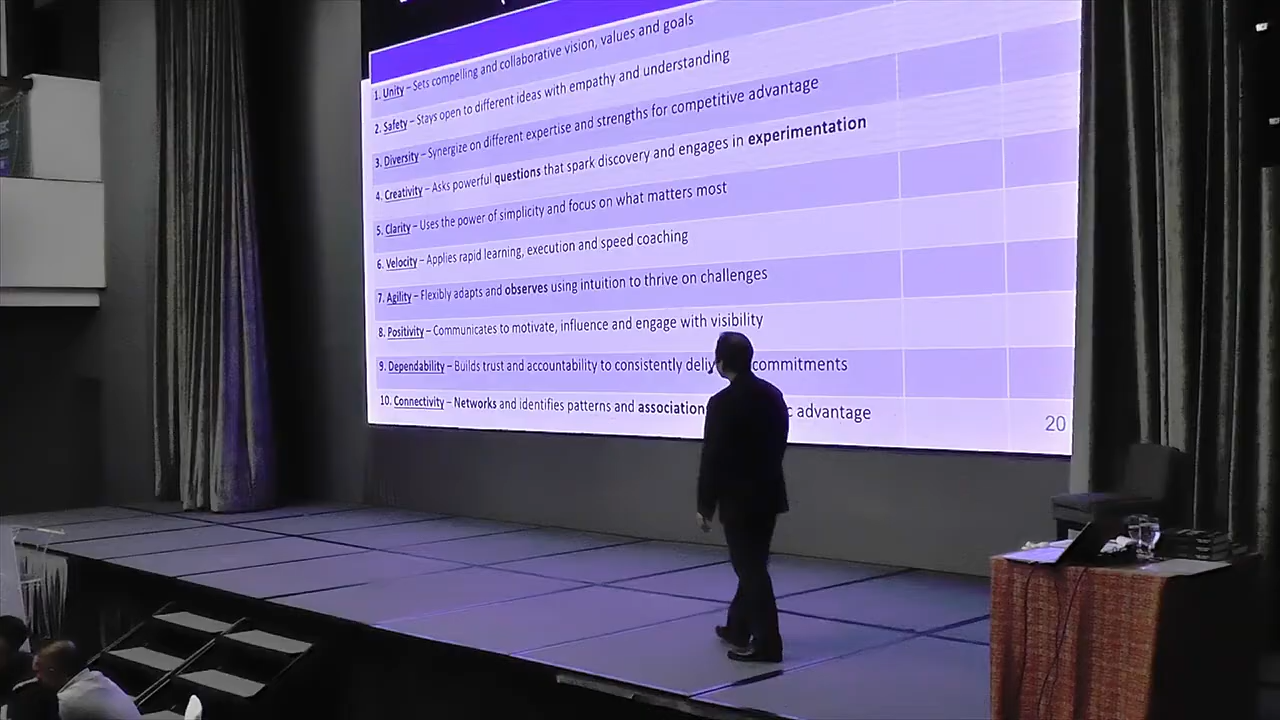 1. Unity – Sets compelling and collaborative vision, values and goals
2. Safety – Stays open to different ideas with empathy and understanding
3. Diversity – Synergize on different expertise and strengths for competitive advantage
4. Creativity – Asks powerful questions that spark discovery and engages in experimentation
5. Clarity – Uses the power of simplicity and focus on what matters most
6. Velocity – Applies rapid learning, execution and speed coaching
7. Agility – Flexibly adapts and observes using intuition to thrive on challenges
8. Positivity – Communicates to motivate, influence and engage with visibility
9. Dependability – Builds trust and accountability to consistently commitments
10. Connectivity – Networks and identifies patterns and advantage
20